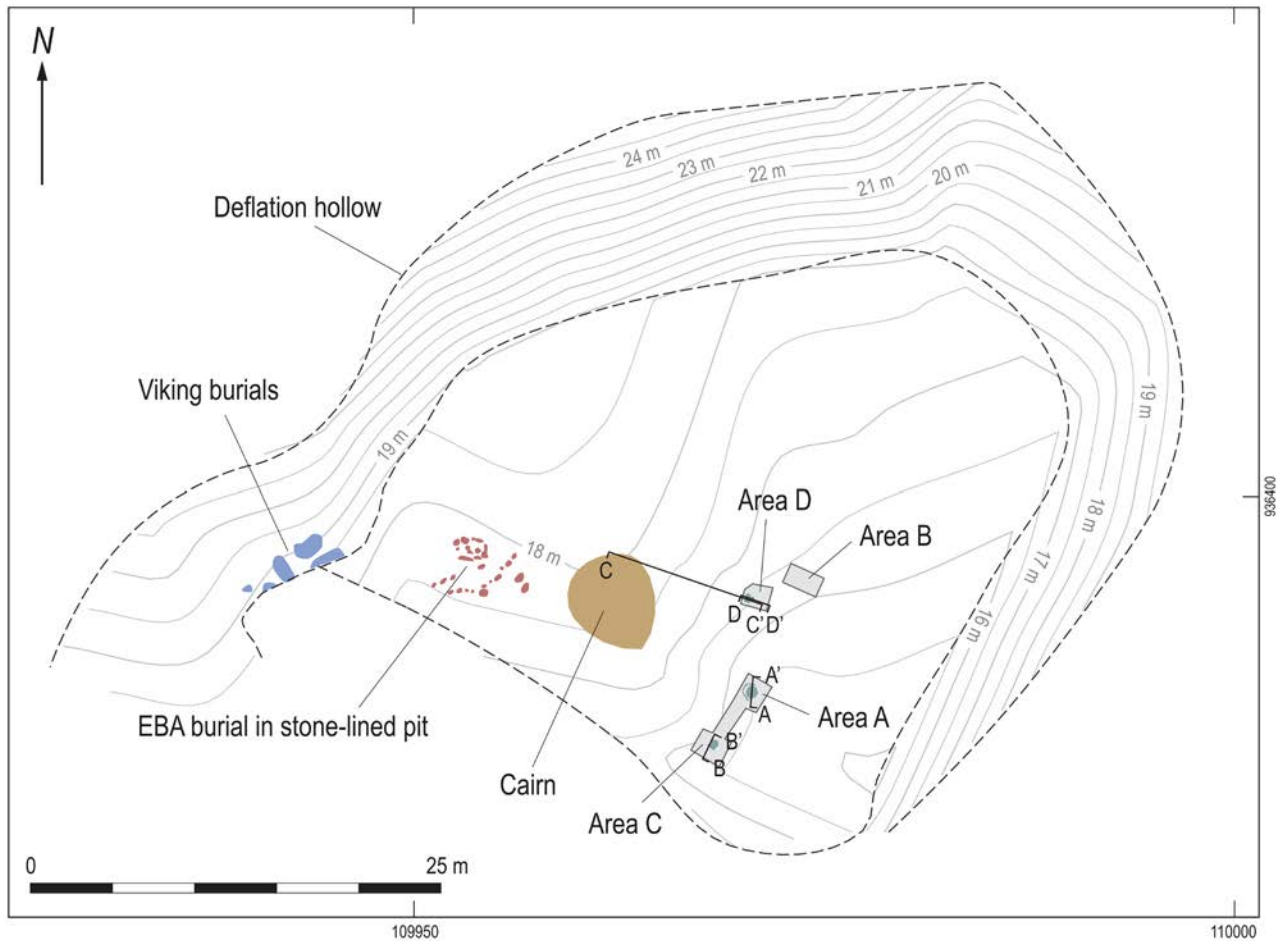 N
24 m
23 m
22 m
21 m
20 m
Deflation hollow
Viking burials
19 m
19 m
936400
Area D
Area B
18 m
18 m
C
D
C' D'
17 m
16 m
A'
A
Area A
EBA burial in stone-lined pit
B'
B
Cairn
Area C
0
25 m
109950
110000